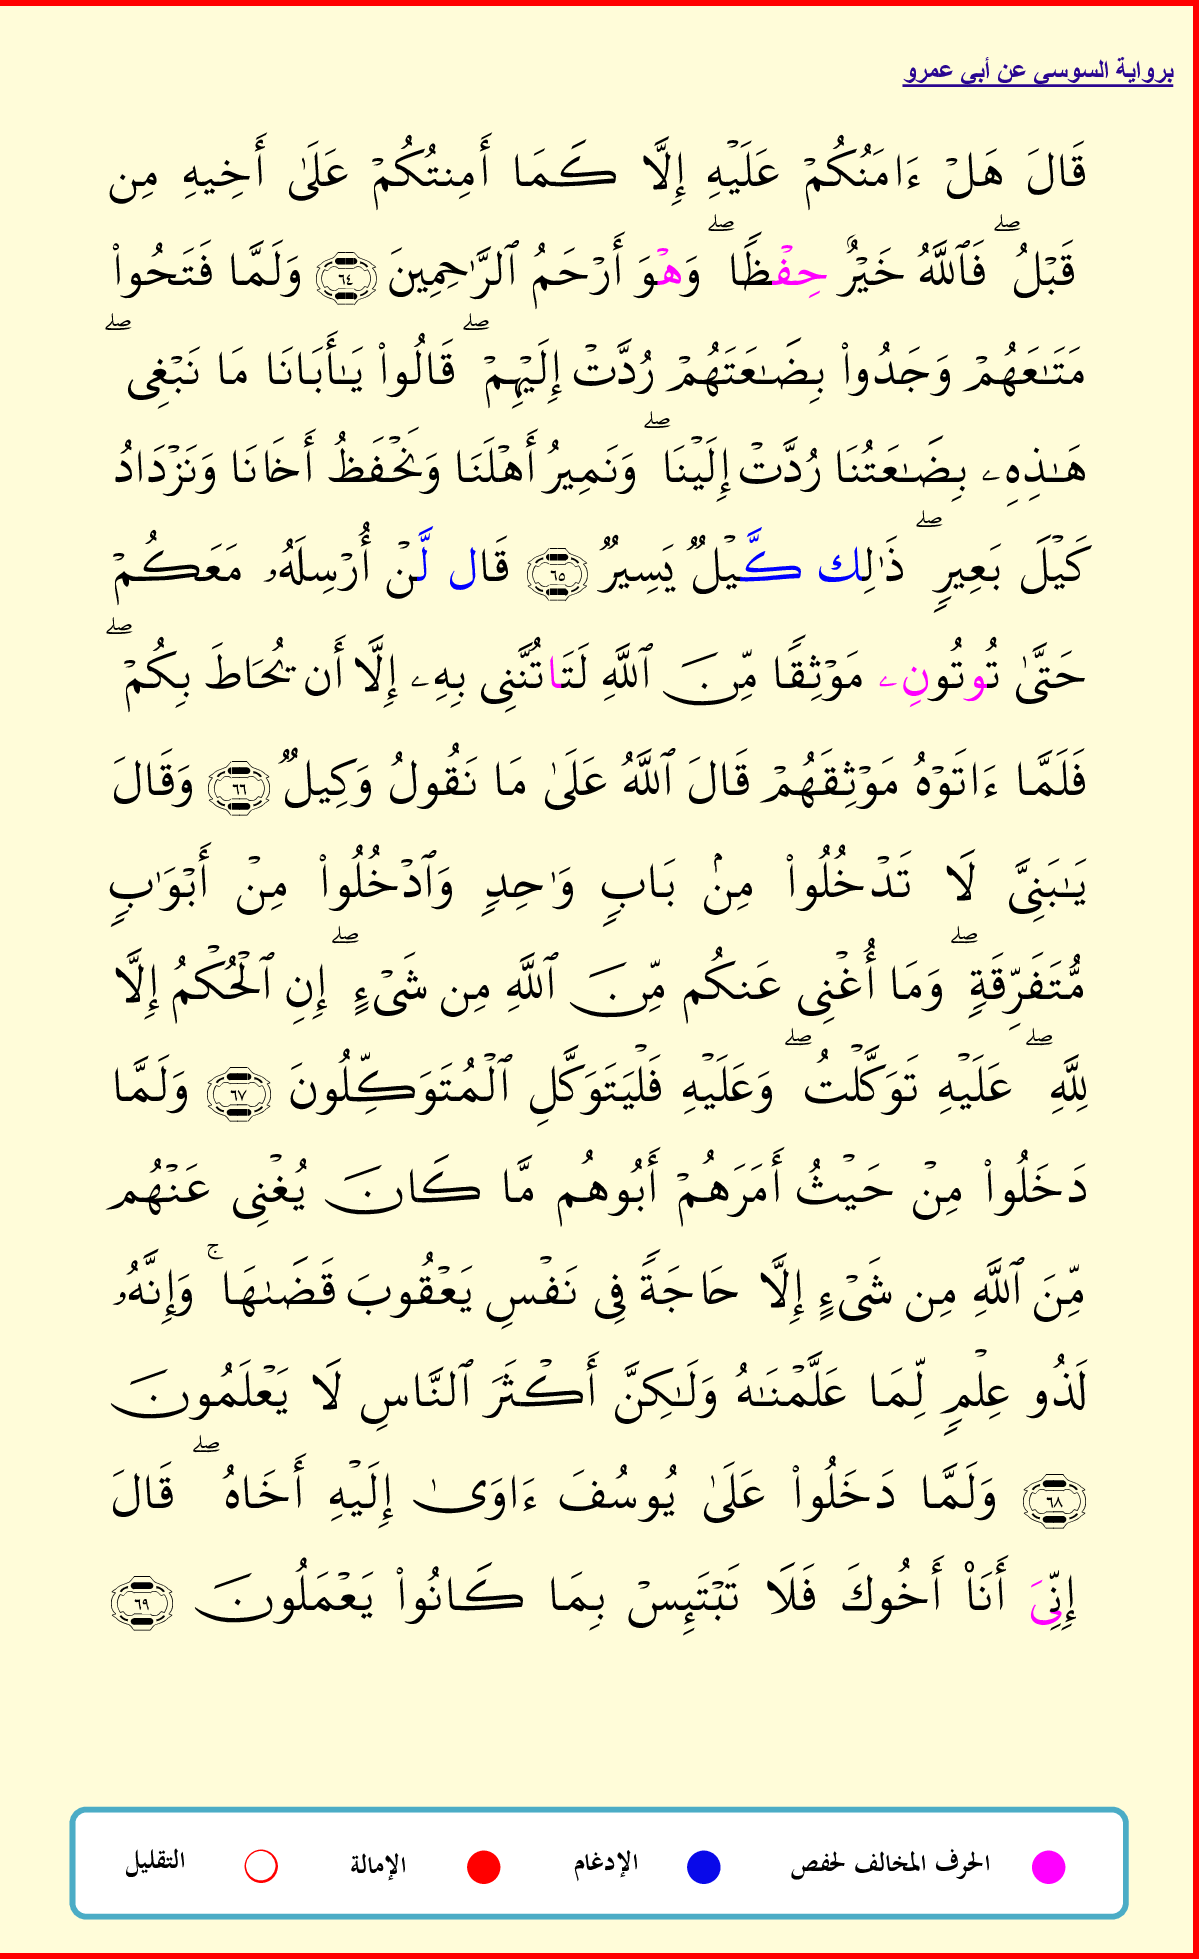 برواية السوسي عن أبي عمرو
قَالَ هَلۡ ءَامَنُكُمۡ عَلَيۡهِ إِلَّا كَمَا أَمِنتُكُمۡ عَلَىٰ أَخِيهِ مِن
قَبۡلُۖ فَٱللَّهُ خَيۡرٌ حِفۡظٗاۖ وَهۡوَ أَرۡحَمُ ٱلرَّٰحِمِينَ ٦٤ وَلَمَّا فَتَحُواْ
مَتَٰعَهُمۡ وَجَدُواْ بِضَٰعَتَهُمۡ رُدَّتۡ إِلَيۡهِمۡۖ قَالُواْ يَٰأَبَانَا مَا نَبۡغِيۖ
هَٰذِهِۦ بِضَٰعَتُنَا رُدَّتۡ إِلَيۡنَاۖ وَنَمِيرُ أَهۡلَنَا وَنَحۡفَظُ أَخَانَا وَنَزۡدَادُ
كَيۡلَ بَعِيرٖۖ ذَٰلِك كَّيۡلٞ يَسِيرٞ ٦٥ قَال لَّنۡ أُرۡسِلَهُۥ مَعَكُمۡ
حَتَّىٰ تُوتُونِۦ مَوۡثِقٗا مِّنَ ٱللَّهِ لَتَاتُنَّنِي بِهِۦ إِلَّا أَن يُحَاطَ بِكُمۡۖ
فَلَمَّا ءَاتَوۡهُ مَوۡثِقَهُمۡ قَالَ ٱللَّهُ عَلَىٰ مَا نَقُولُ وَكِيلٞ ٦٦ وَقَالَ
يَٰبَنِيَّ لَا تَدۡخُلُواْ مِنۢ بَابٖ وَٰحِدٖ وَٱدۡخُلُواْ مِنۡ أَبۡوَٰبٖ
مُّتَفَرِّقَةٖۖ وَمَا أُغۡنِي عَنكُم مِّنَ ٱللَّهِ مِن شَيۡءٍۖ إِنِ ٱلۡحُكۡمُ إِلَّا
لِلَّهِۖ عَلَيۡهِ تَوَكَّلۡتُۖ وَعَلَيۡهِ فَلۡيَتَوَكَّلِ ٱلۡمُتَوَكِّلُونَ ٦٧ وَلَمَّا
دَخَلُواْ مِنۡ حَيۡثُ أَمَرَهُمۡ أَبُوهُم مَّا كَانَ يُغۡنِي عَنۡهُم
مِّنَ ٱللَّهِ مِن شَيۡءٍ إِلَّا حَاجَةٗ فِي نَفۡسِ يَعۡقُوبَ قَضَىٰهَاۚ وَإِنَّهُۥ
لَذُو عِلۡمٖ لِّمَا عَلَّمۡنَٰهُ وَلَٰكِنَّ أَكۡثَرَ ٱلنَّاسِ لَا يَعۡلَمُونَ
٦٨ وَلَمَّا دَخَلُواْ عَلَىٰ يُوسُفَ ءَاوَىٰ إِلَيۡهِ أَخَاهُۖ قَالَ
إِنِّيَ أَنَا۠ أَخُوكَ فَلَا تَبۡتَئِسۡ بِمَا كَانُواْ يَعۡمَلُونَ ٦٩
الحرف المخالف لحفص الإدغام الإمالة التقليل